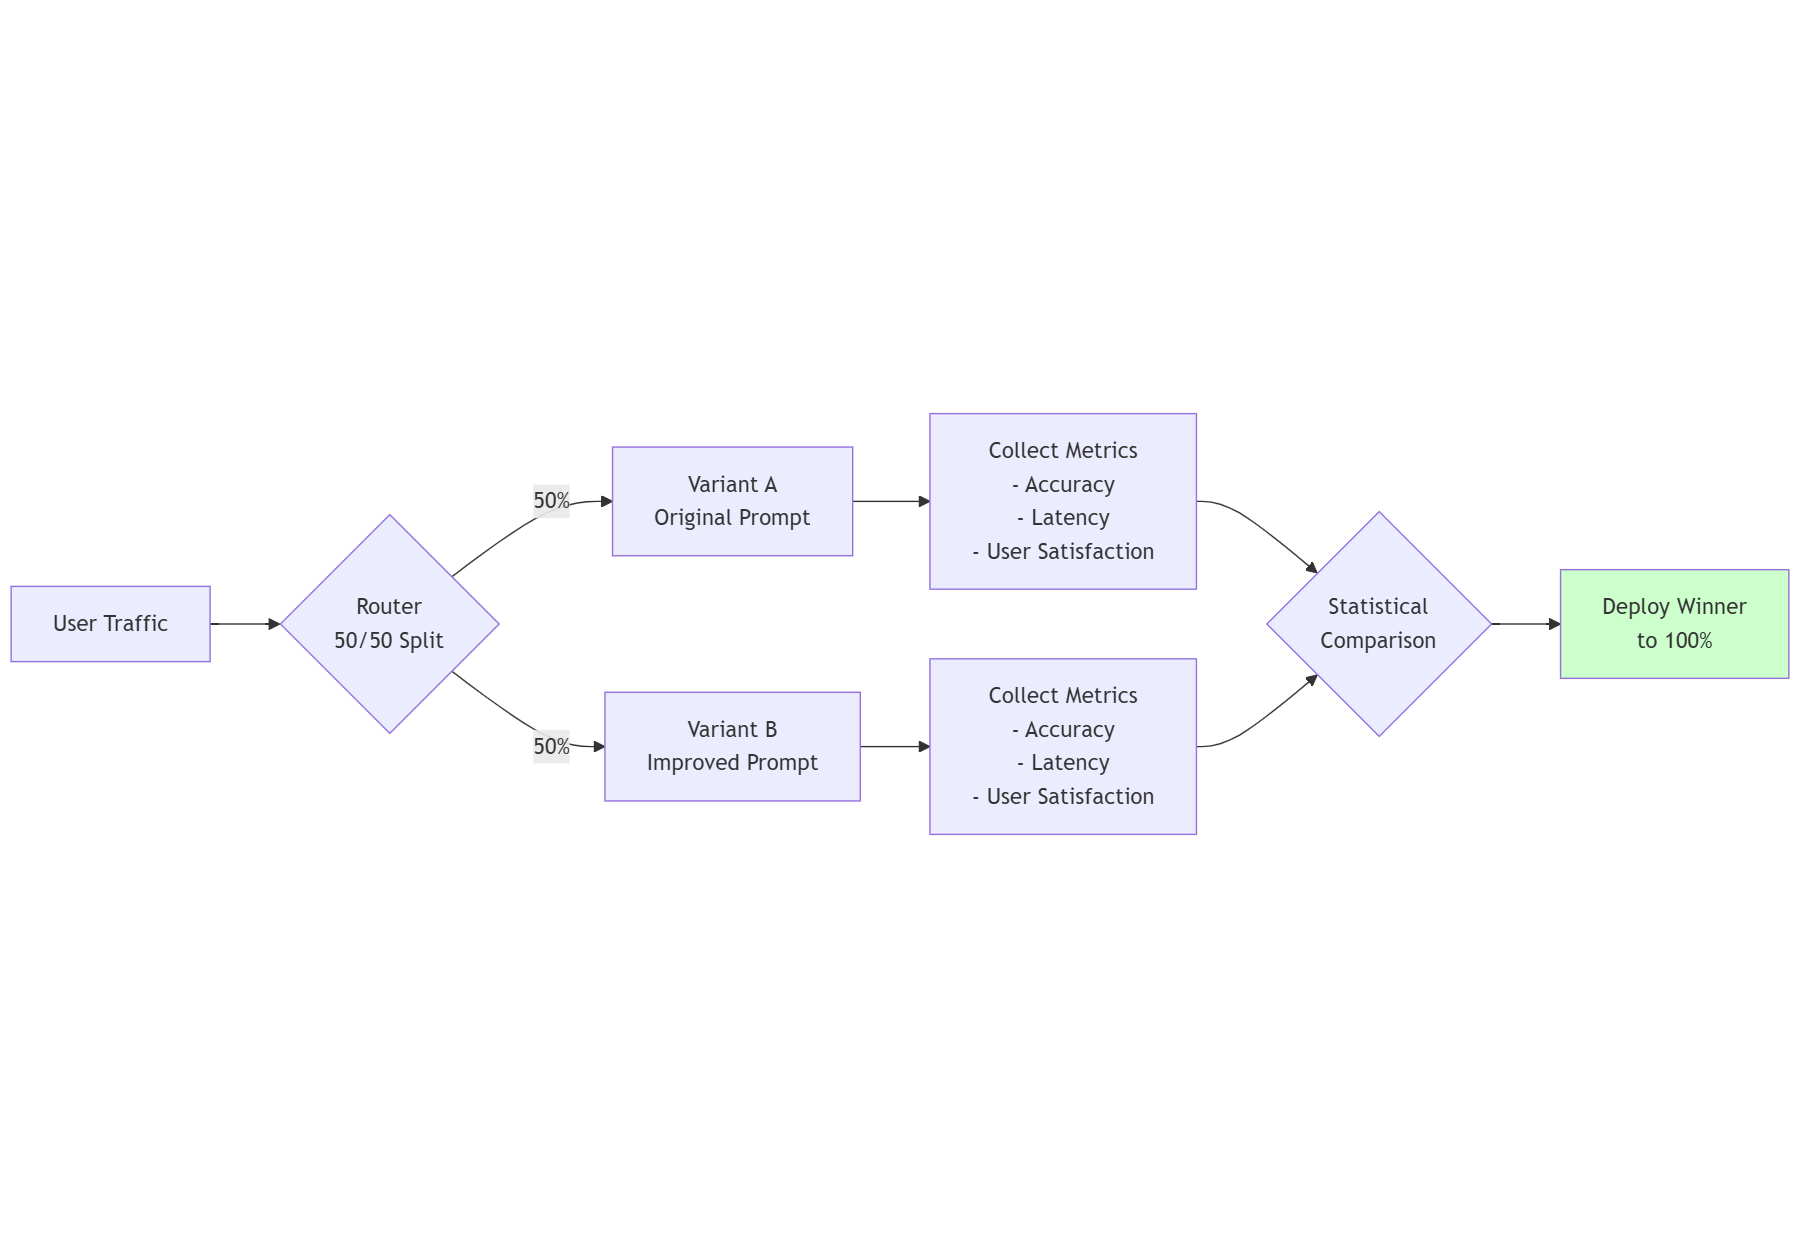 User Traffic
Router
50/50 Split
50%
50%
Variant A
Original Prompt
Variant B
Improved Prompt
Collect Metrics
- Accuracy
- Latency
- User Satisfaction
Collect Metrics
- Accuracy
- Latency
- User Satisfaction
Statistical
Comparison
Deploy Winner
to 100%